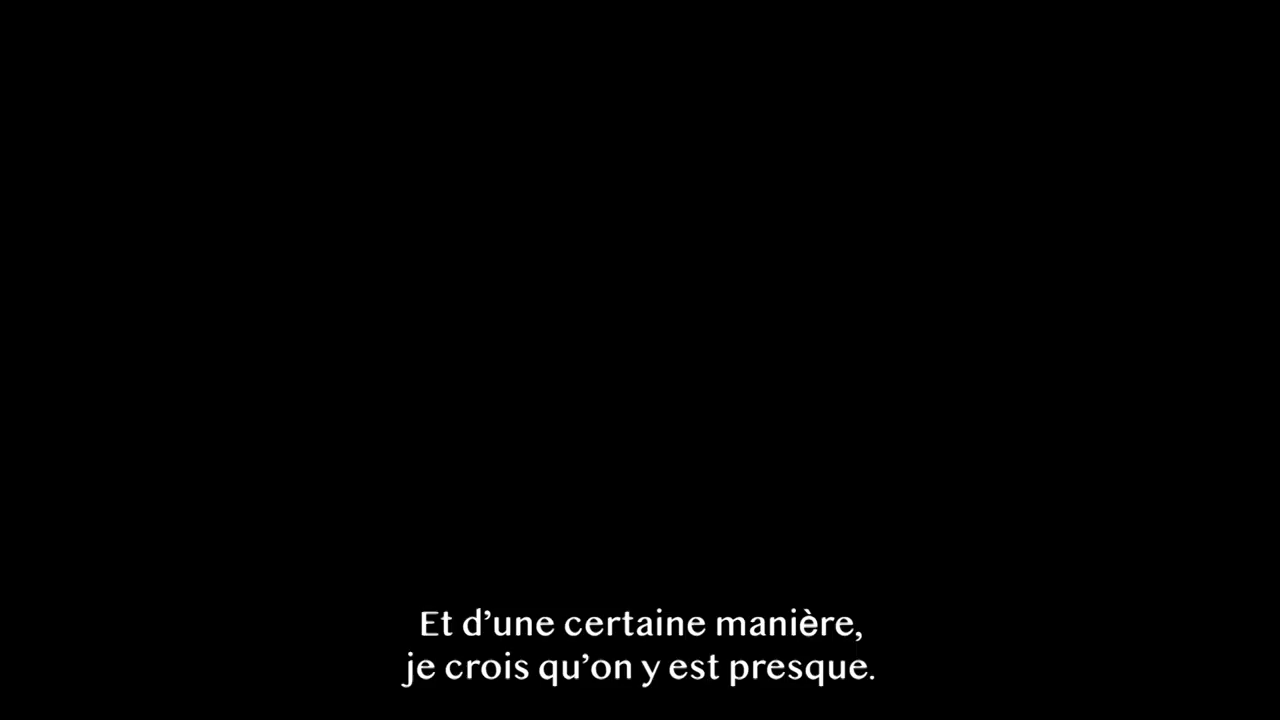 Et d’une certaine manière,
je crois qu’on y est presque.